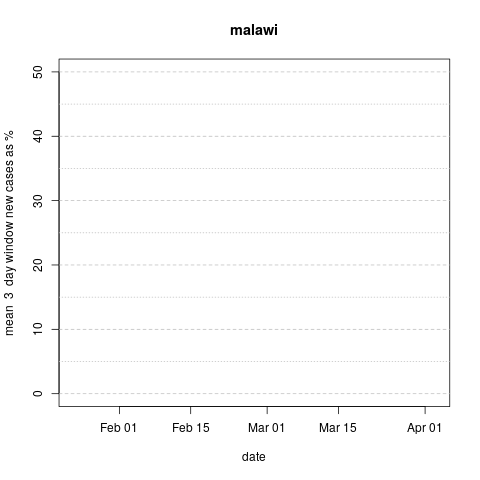 malawi
mean  3  day window new cases as %
50
40
30
20
10
0
Feb 01
Feb 15
Mar 01
Mar 15
Apr 01
date